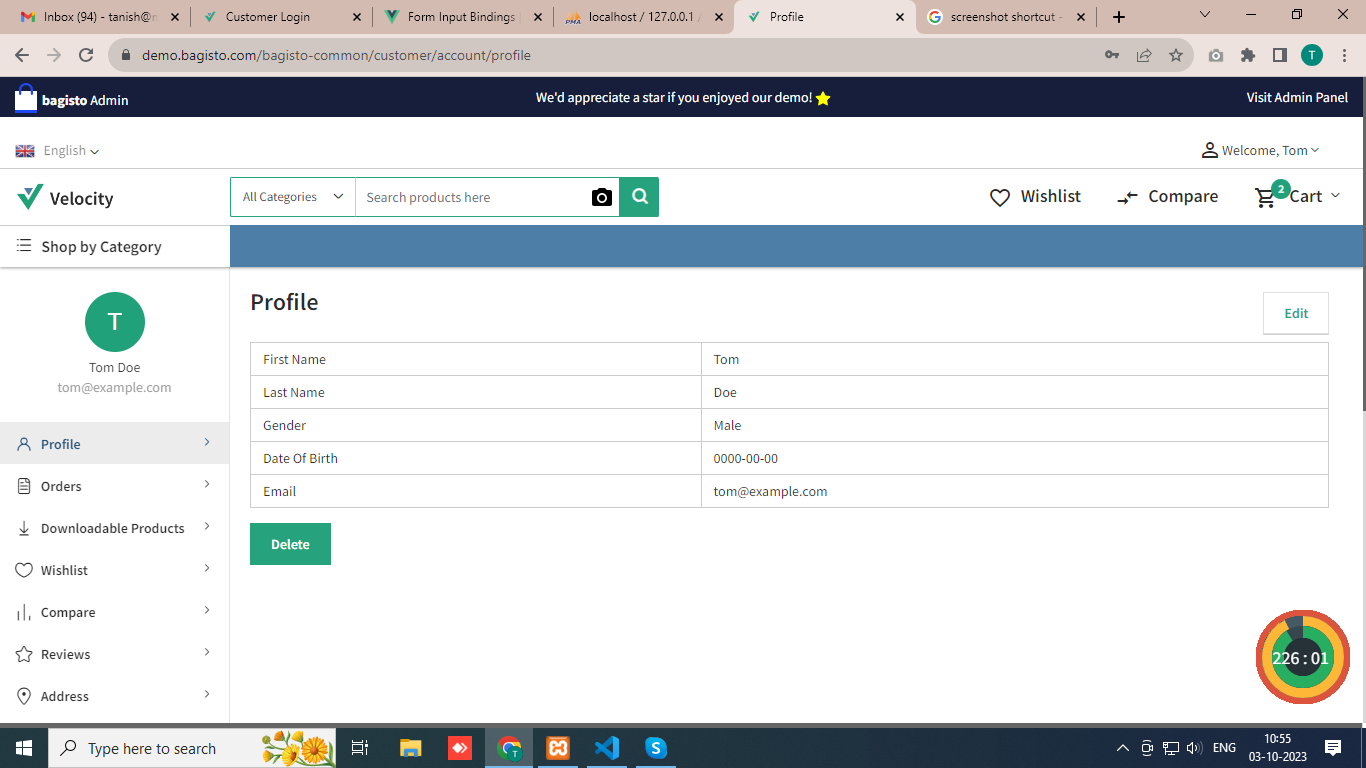 Inbox (94) - tanish@n
Customer Login
Form Input Bindings
localhost / 127.0.0.1 /
Profile
screenshot shortcut -
demo.bagisto.com/bagisto-common/customer/account/profile
T
bagisto Admin
We'd appreciate a star if you enjoyed our demo!
Visit Admin Panel
English
Welcome, Tom
Velocity
All Categories
Search products here
Wishlist
Compare
2
Cart
Shop by Category
T
Tom Doe
tom@example.com
Profile
Orders
Downloadable Products
Wishlist
Compare
Reviews
Address
Profile
Edit
First Name Tom
Last Name Doe
Gender Male
Date Of Birth 0000-00-00
Email tom@example.com
Delete
226:01
Type here to search
ENG
10:55
03-10-2023